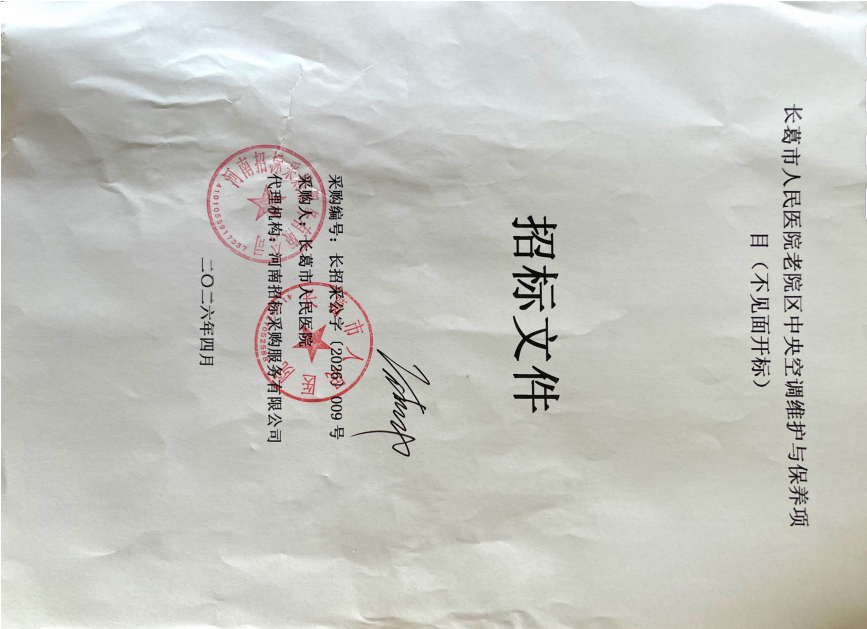 长葛市人民医院老院区中央空调维护与保养项
目（不见面开标）
招标文件
采购编号：长招采公字〔2026〕009号
采购人：长葛市人民医院
代理机构：河南招标采购服务有限公司
二〇二六年四月